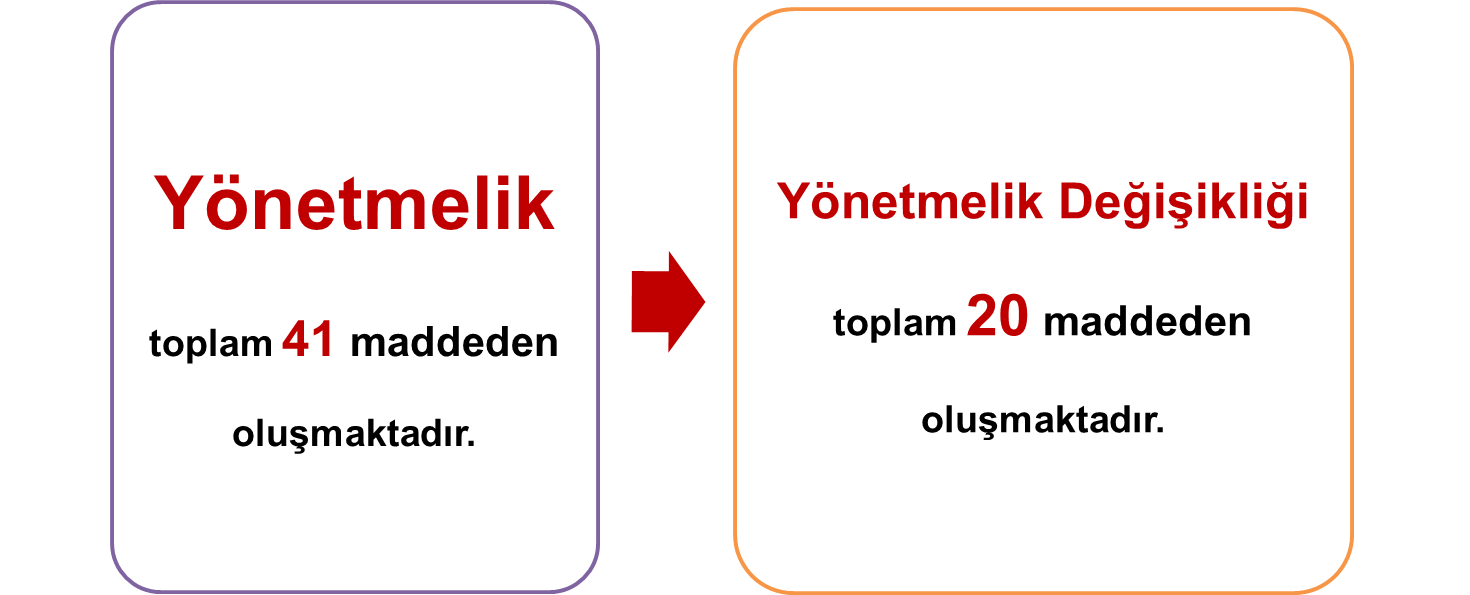 Yönetmelik
toplam 41 maddeden
oluşmaktadır.
Yönetmelik Değişikliği
toplam 20 maddeden
oluşmaktadır.